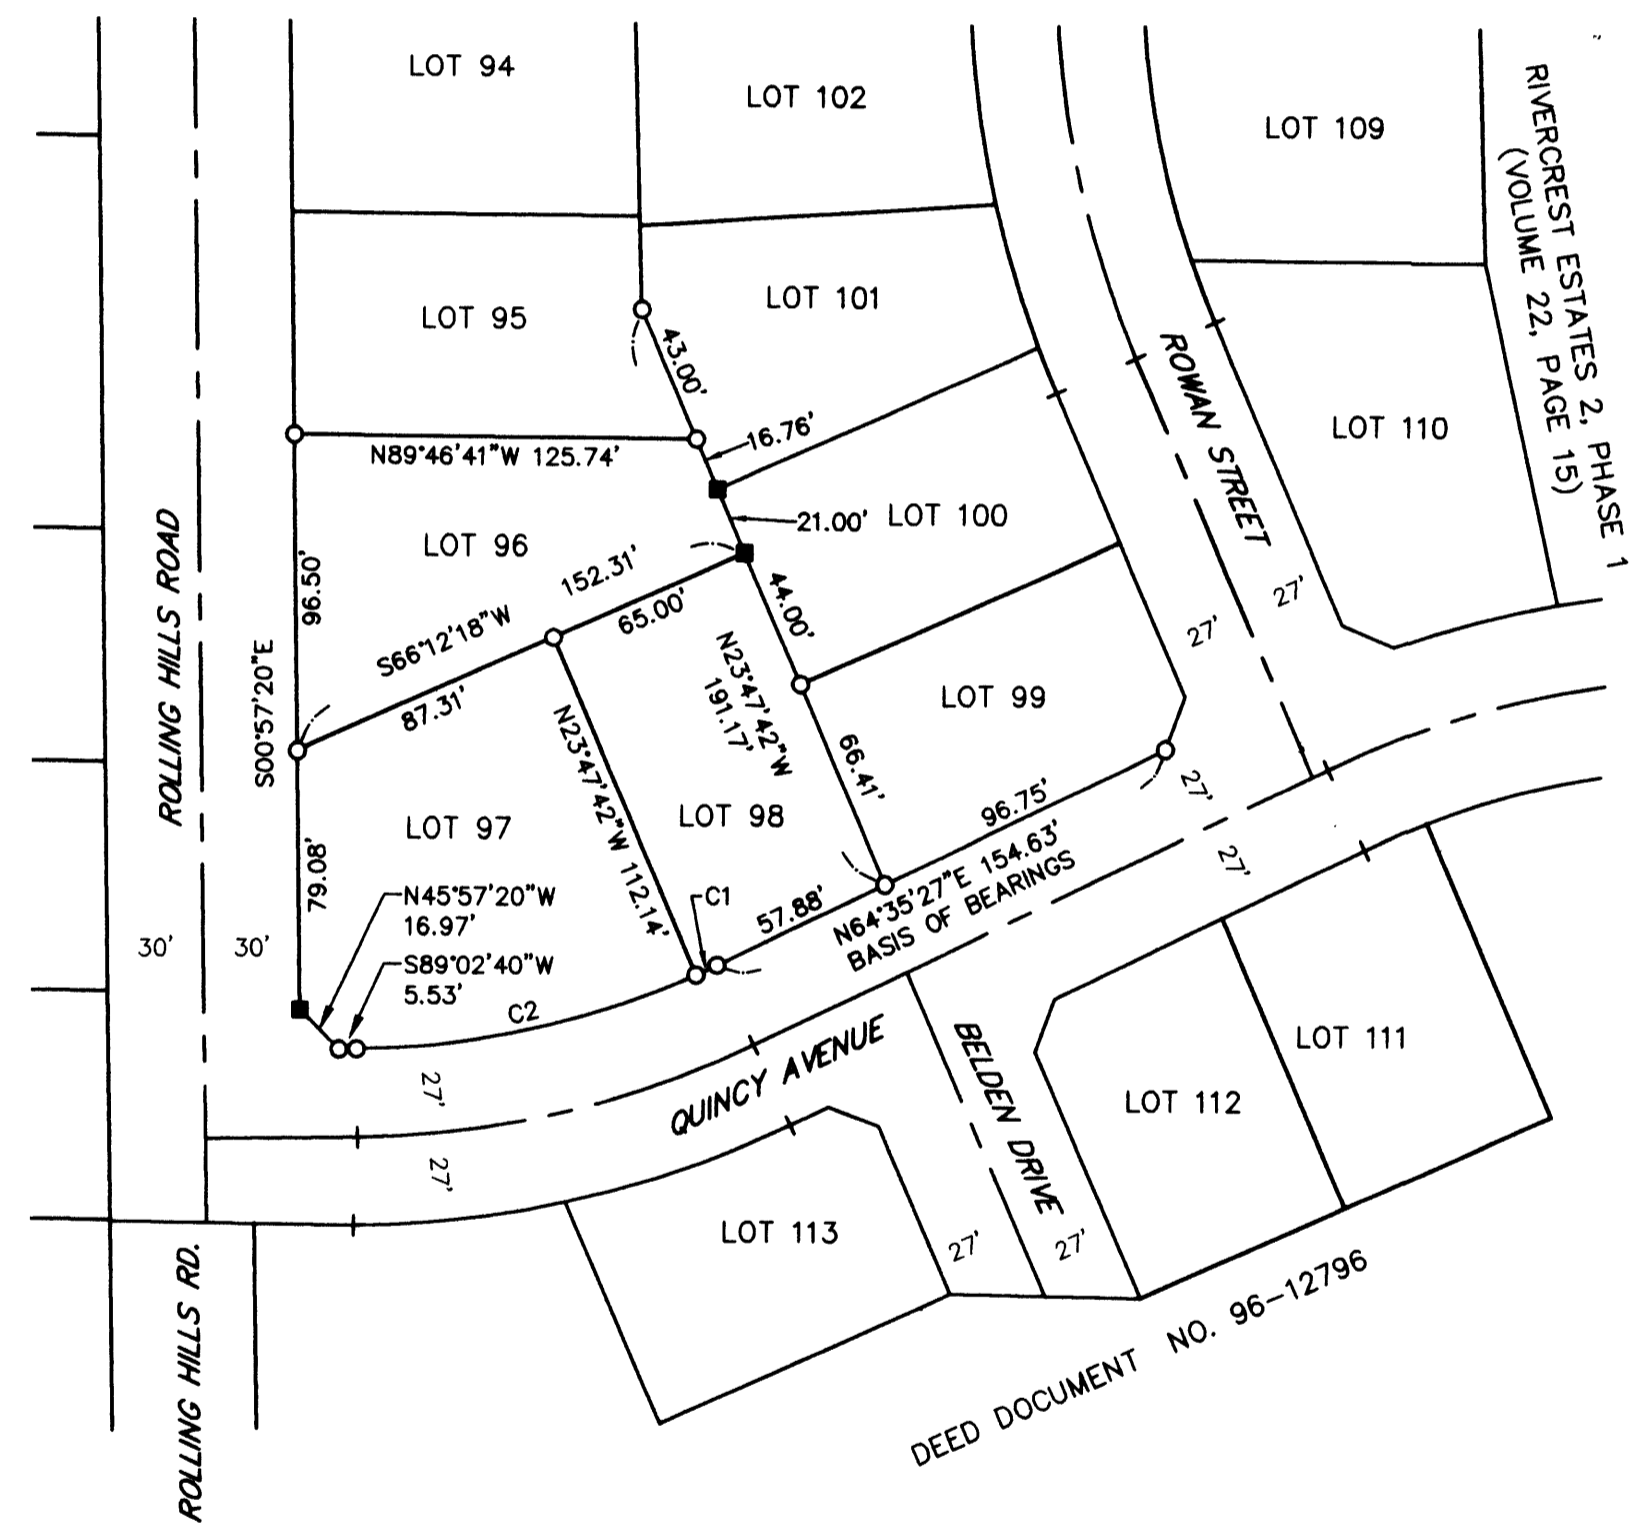 LOT 94
LOT 102
LOT 109
RIVERCREST ESTATES 2, PHASE 1
(VOLUME 22, PAGE 15)
LOT 95
LOT 101
43.00'
ROWAN STREET
LOT 110
16.76'
N89°46'41"W 125.74'
21.00'
LOT 100
LOT 96
ROLLING HILLS ROAD
96.50'
S00°57'20"E
152.31'
S66°12'18"W
65.00'
87.31'
44.00'
N23°47'42"W
191.17'
27'
27'
LOT 99
N23°47'42"W 112.14'
66.41'
LOT 97
LOT 98
79.08'
96.75'
27'
27'
N45°57'20"W
16.97'
C1
57.88'
N64°35'27"E 154.63'
BASIS OF BEARINGS
30'
30'
S89°02'40"W
5.53'
C2
27'
27'
QUINCY AVENUE
BELDEN DRIVE
LOT 111
LOT 112
LOT 113
27'
27'
ROLLING HILLS RD.
DEED DOCUMENT NO. 96-12796